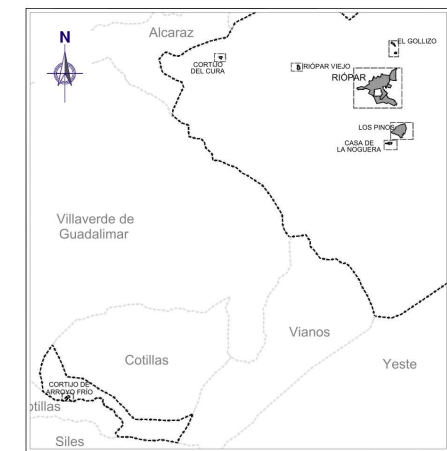 N
Alcaraz
EL GOLLIZO
CORTIJO
DEL CURA
RIÓPAR VIEJO
RIÓPAR
LOS PINOS
CASA DE
LA NOGUERA
Villaverde de
Guadalimar
Vianos
Cotillas
Yeste
CORTIJO DE
ARROYO FRÍO
otillas
Siles